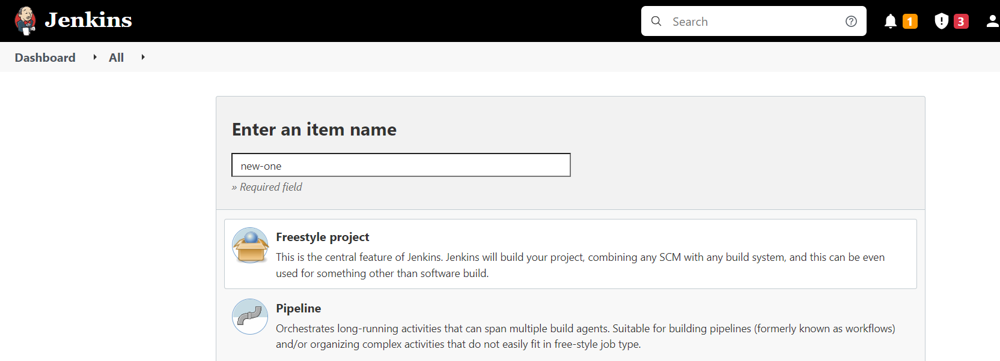 Jenkins
Search
1
3
Dashboard All
Enter an item name
new-one
» Required field
Freestyle project
This is the central feature of Jenkins. Jenkins will build your project, combining any SCM with any build system, and this can be even
used for something other than software build.
Pipeline
Orchestrates long-running activities that can span multiple build agents. Suitable for building pipelines (formerly known as workflows)
and/or organizing complex activities that do not easily fit in free-style job type.